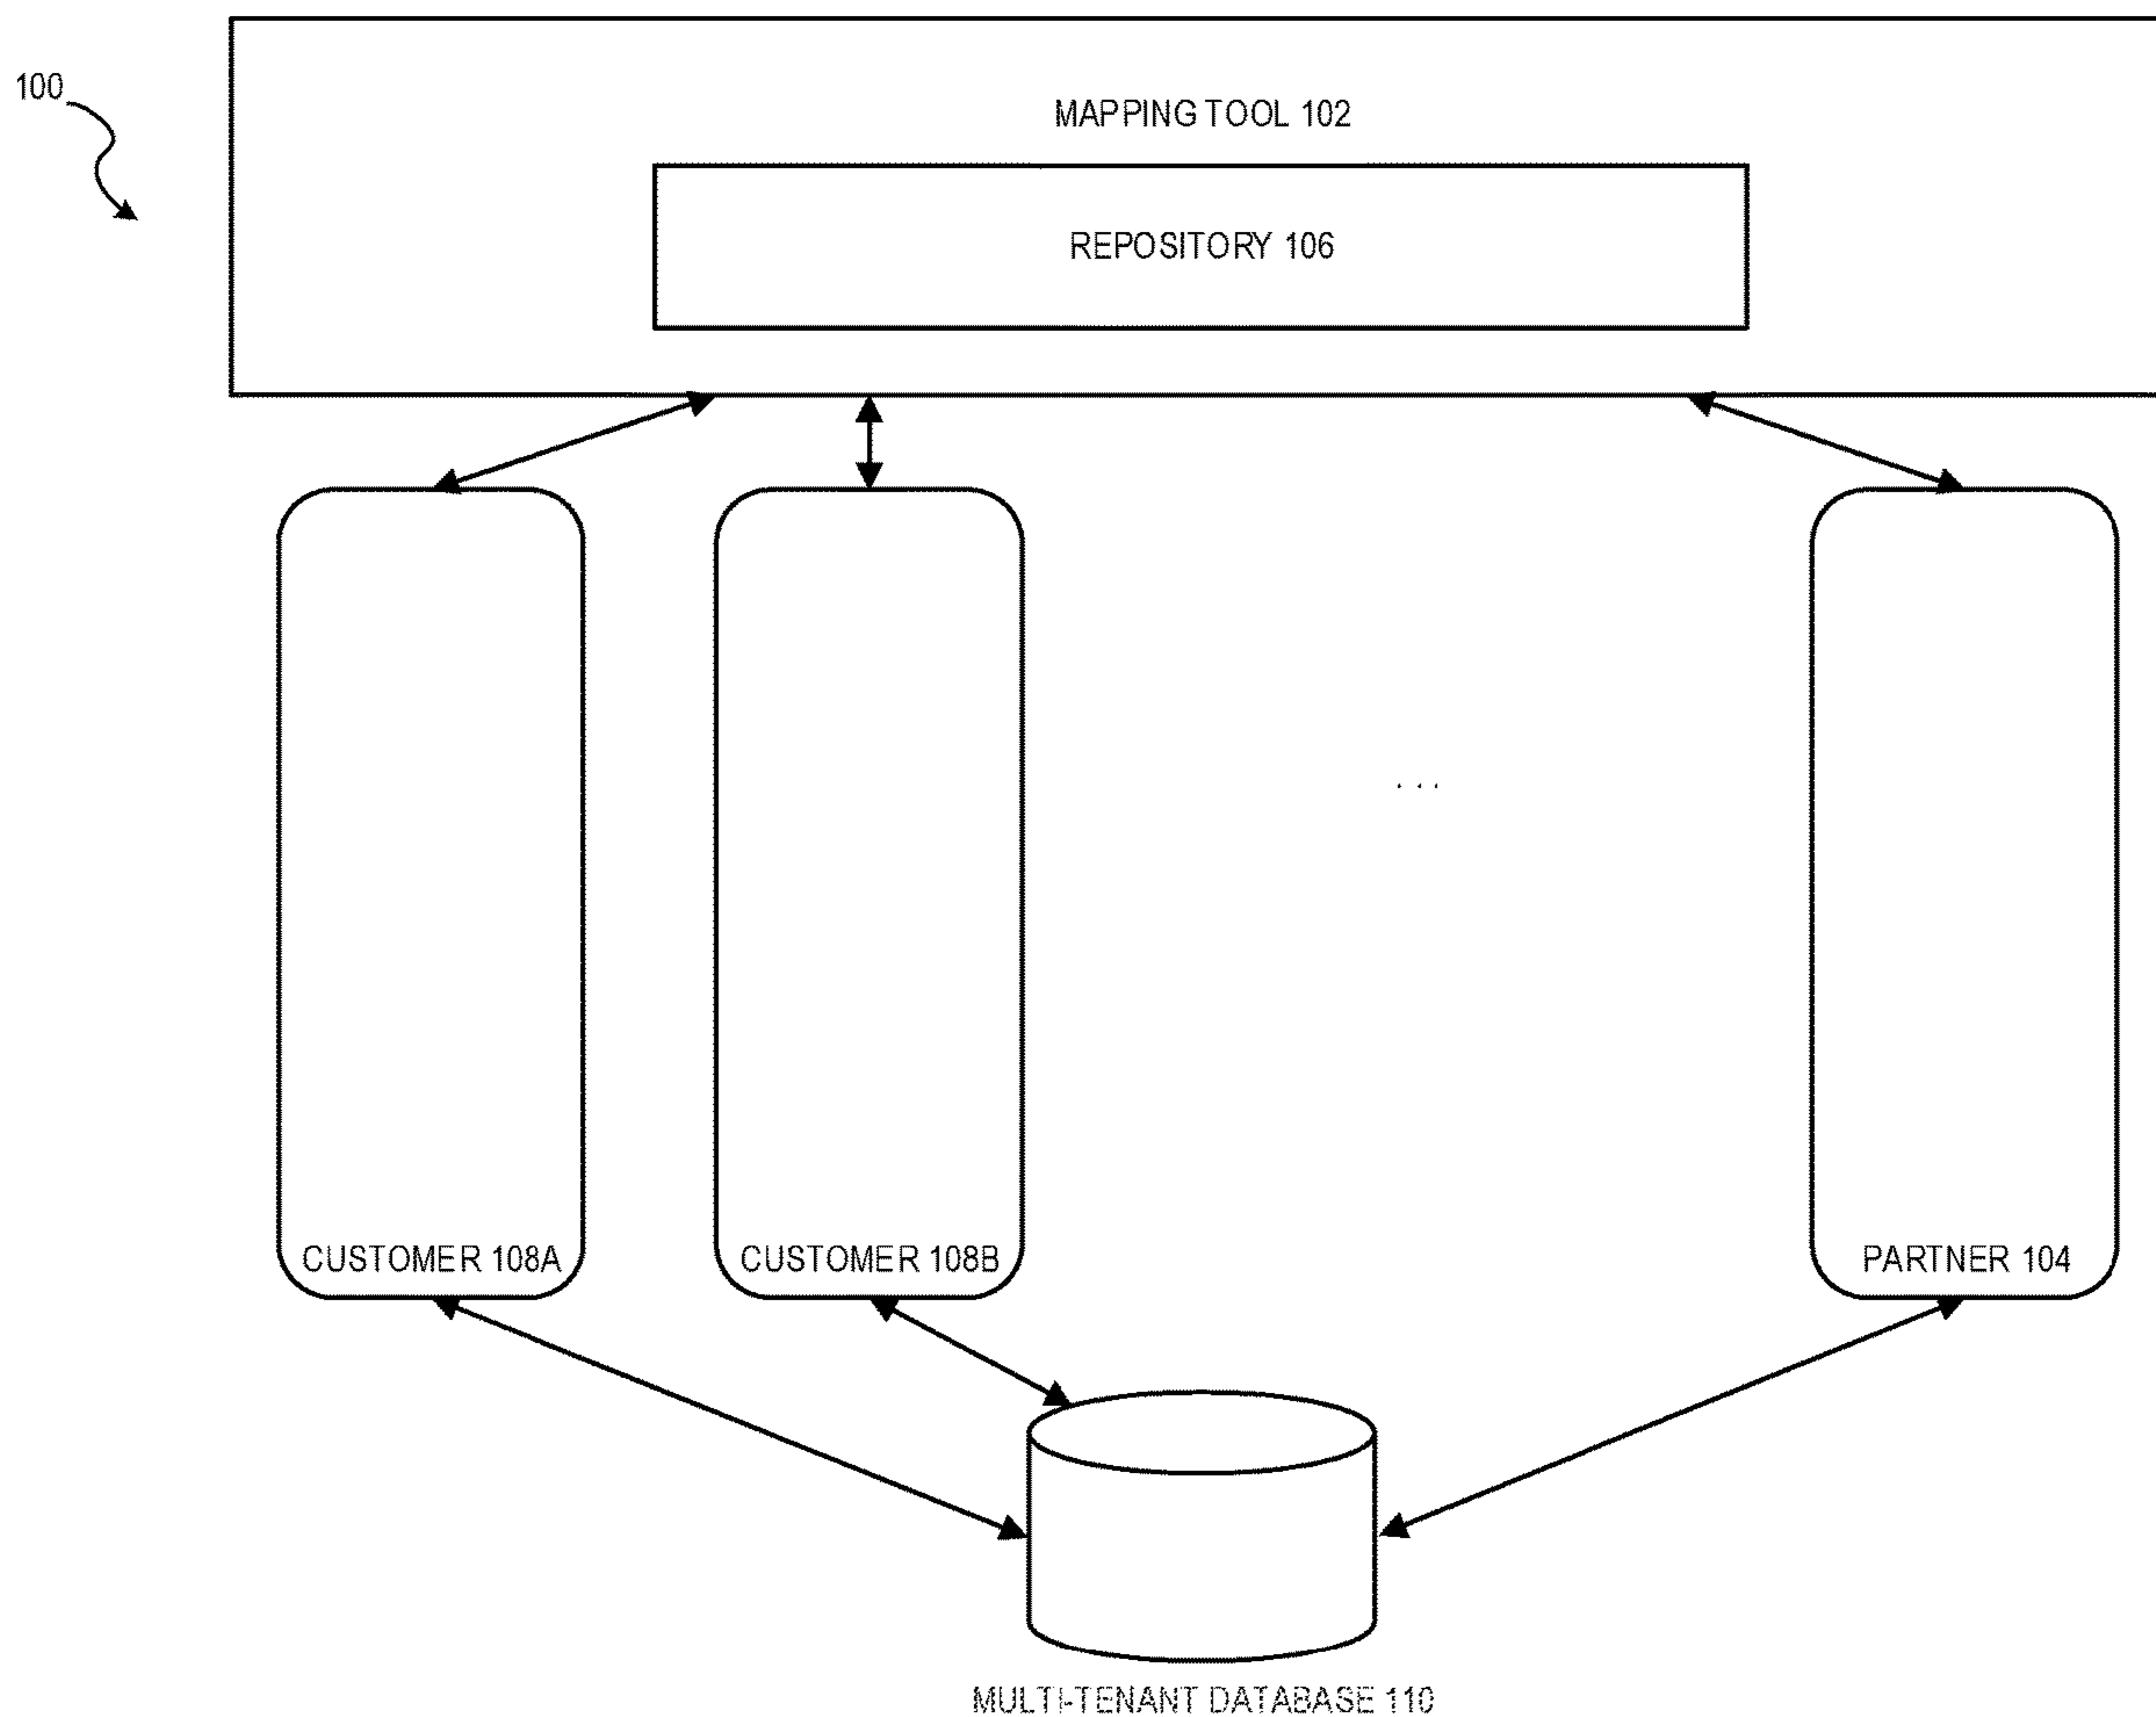 100
MAPPING TOOL 102
REPOSITORY 106
. . .
CUSTOMER 108A
CUSTOMER 108B
PARTNER 104
MULTI-TENANT DATABASE 110